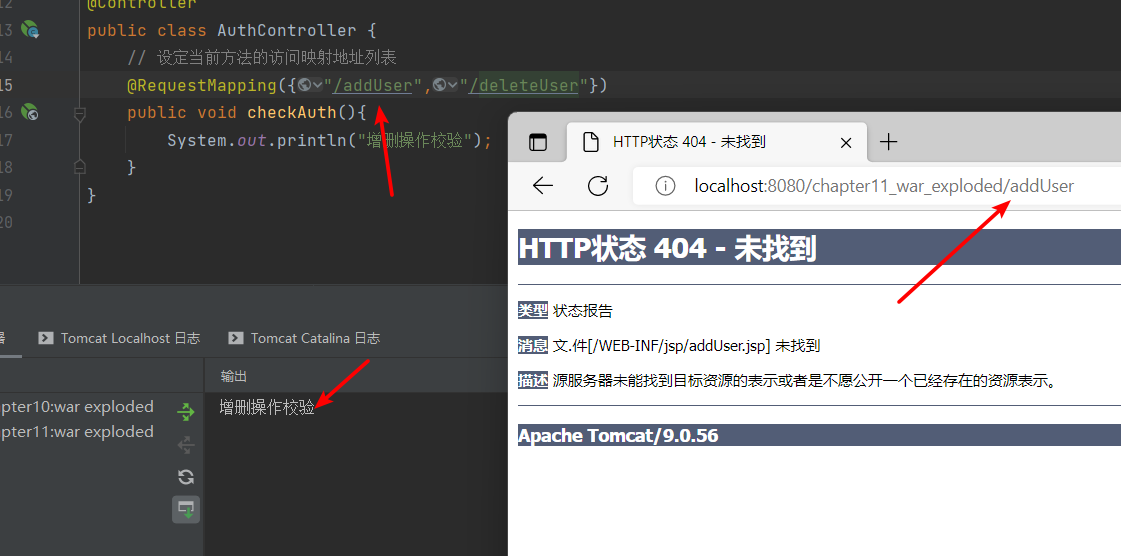 12 @Controller
13 public class AuthController {
14 // 设定当前方法的访问映射地址列表
15 @RequestMapping({"/addUser","/deleteUser"})
16 public void checkAuth(){
17 System.out.println("增删操作校验");
18 }
19 }
20
HTTP状态 404 - 未找到
localhost:8080/chapter11_war_exploded/addUser
HTTP状态 404 - 未找到
类型 状态报告
消息 文.件[/WEB-INF/jsp/addUser.jsp] 未找到
描述 源服务器未能找到目标资源的表示或者是不愿公开一个已经存在的资源表示。
Apache Tomcat/9.0.56
Tomcat Localhost 日志 Tomcat Catalina 日志
输出
pter10:war exploded
pter11:war exploded
增删操作校验